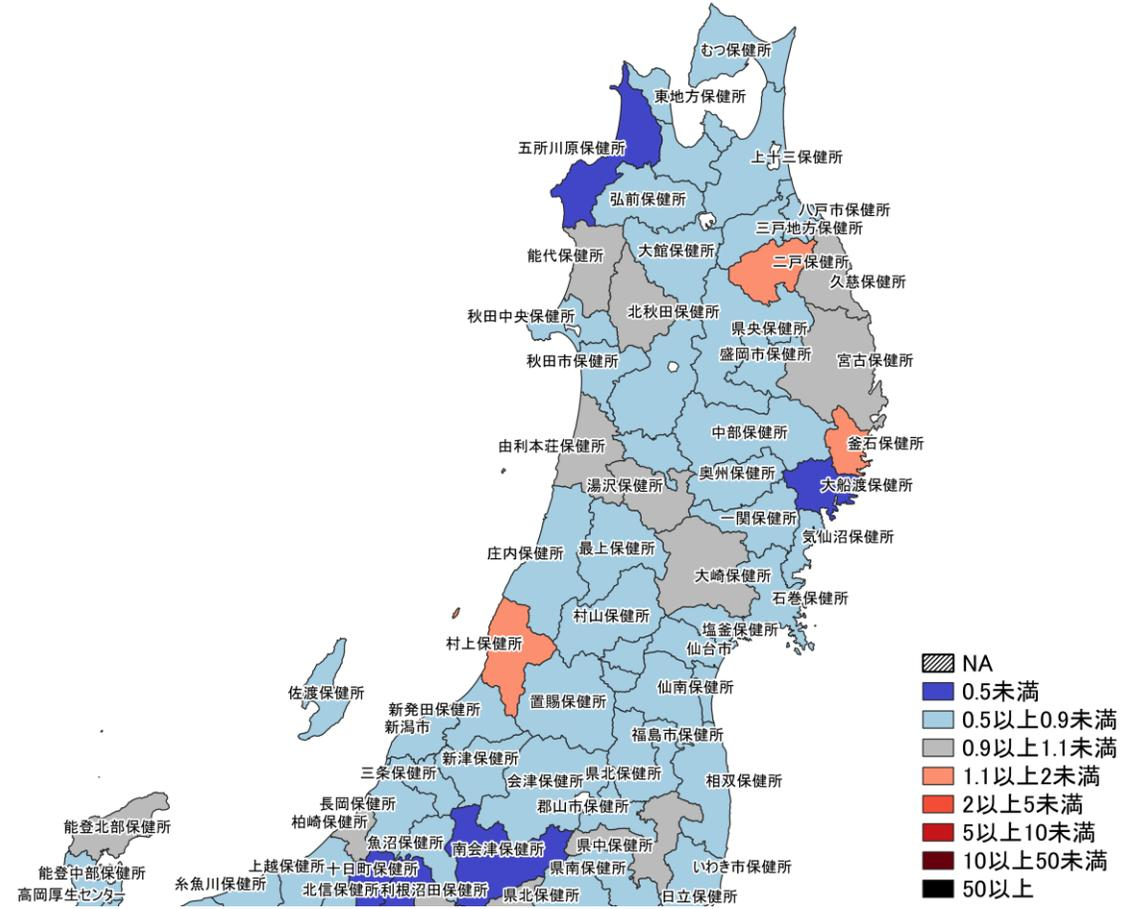 むつ保健所
東地方保健所
五所川原保健所
上十三保健所
弘前保健所
八戸市保健所
三戸地方保健所
大館保健所
能代保健所
二戸保健所
久慈保健所
北秋田保健所
秋田中央保健所
県央保健所
盛岡市保健所
秋田市保健所
宮古保健所
中部保健所
釜石保健所
由利本荘保健所
奥州保健所
湯沢保健所
大船渡保健所
一関保健所
気仙沼保健所
庄内保健所
最上保健所
大崎保健所
石巻保健所
村山保健所
塩釜保健所
村上保健所
仙台市
佐渡保健所
仙南保健所
置賜保健所
新発田保健所
新潟市
福島市保健所
新津保健所
三条保健所
会津保健所
県北保健所
相双保健所
長岡保健所
郡山市保健所
柏崎保健所
能登北部保健所
魚沼保健所
南会津保健所
県中保健所
上越保健所
十日町保健所
県南保健所
いわき市保健所
能登中部保健所
糸魚川保健所
北信保健所
利根沼田保健所
県北保健所
日立保健所
高岡厚生センター
NA
0.5未満
0.5以上0.9未満
0.9以上1.1未満
1.1以上2未満
2以上5未満
5以上10未満
10以上50未満
50以上